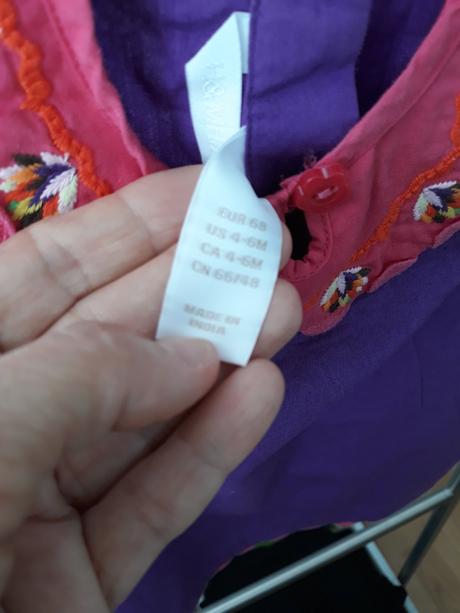 H&M
EUR 68
US 4-6M
CA 4-6M
CN 66/48
MADE IN
INDIA